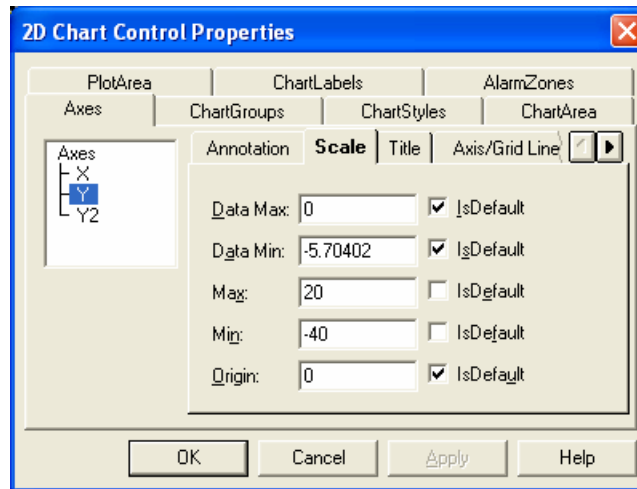 2D Chart Control Properties
PlotArea ChartLabels AlarmZones
Axes ChartGroups ChartStyles ChartArea
Annotation Scale Title Axis/Grid Line
Axes
X
Y
Y2
Data Max: 0 IsDefault
Data Min: -5.70402 IsDefault
Max: 20 IsDefault
Min: -40 IsDefault
Origin: 0 IsDefault
OK Cancel Apply Help